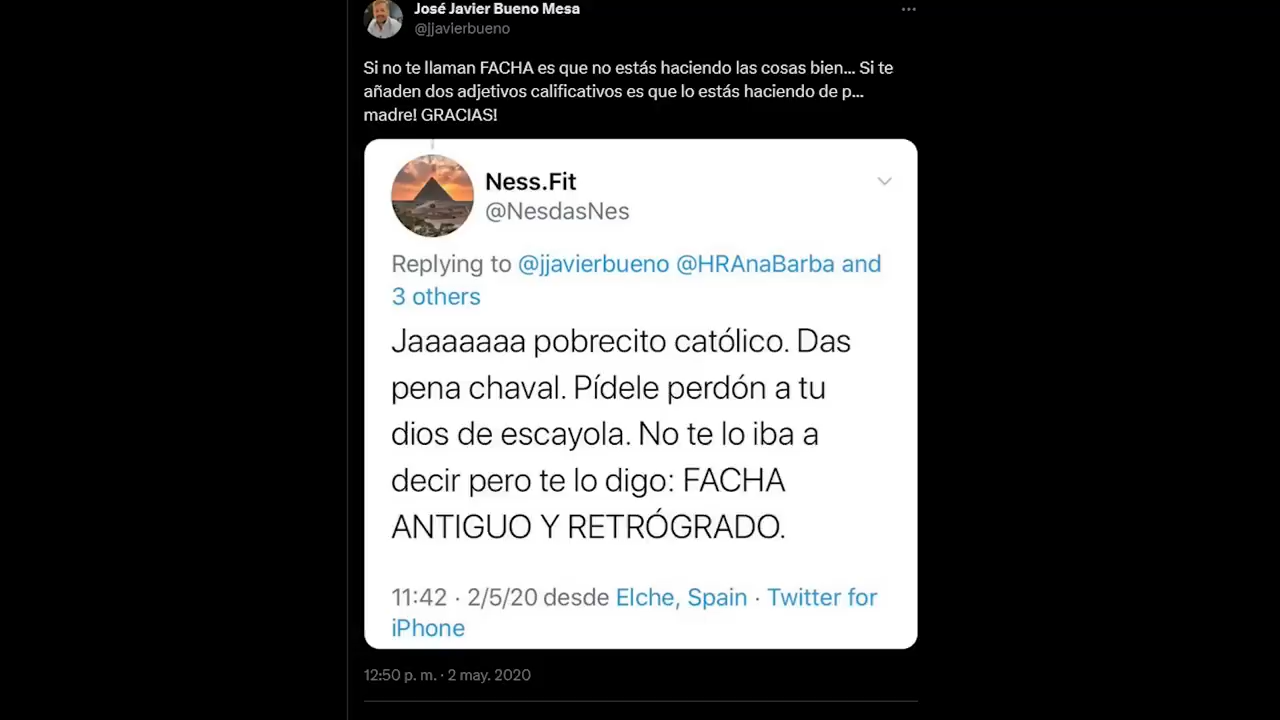 José Javier Bueno Mesa
@jjavierbueno
Si no te llaman FACHA es que no estás haciendo las cosas bien... Si te
añaden dos adjetivos calificativos es que lo estás haciendo de p...
madre! GRACIAS!
Ness.Fit
@NesdasNes
Replying to @jjavierbueno @HRAnaBarba and
3 others
Jaaaaaaa pobrecito católico. Das
pena chaval. Pídele perdón a tu
dios de escayola. No te lo iba a
decir pero te lo digo: FACHA
ANTIGUO Y RETRÓGRADO.
11:42 · 2/5/20 desde Elche, Spain · Twitter for
iPhone
12:50 p. m. · 2 may. 2020